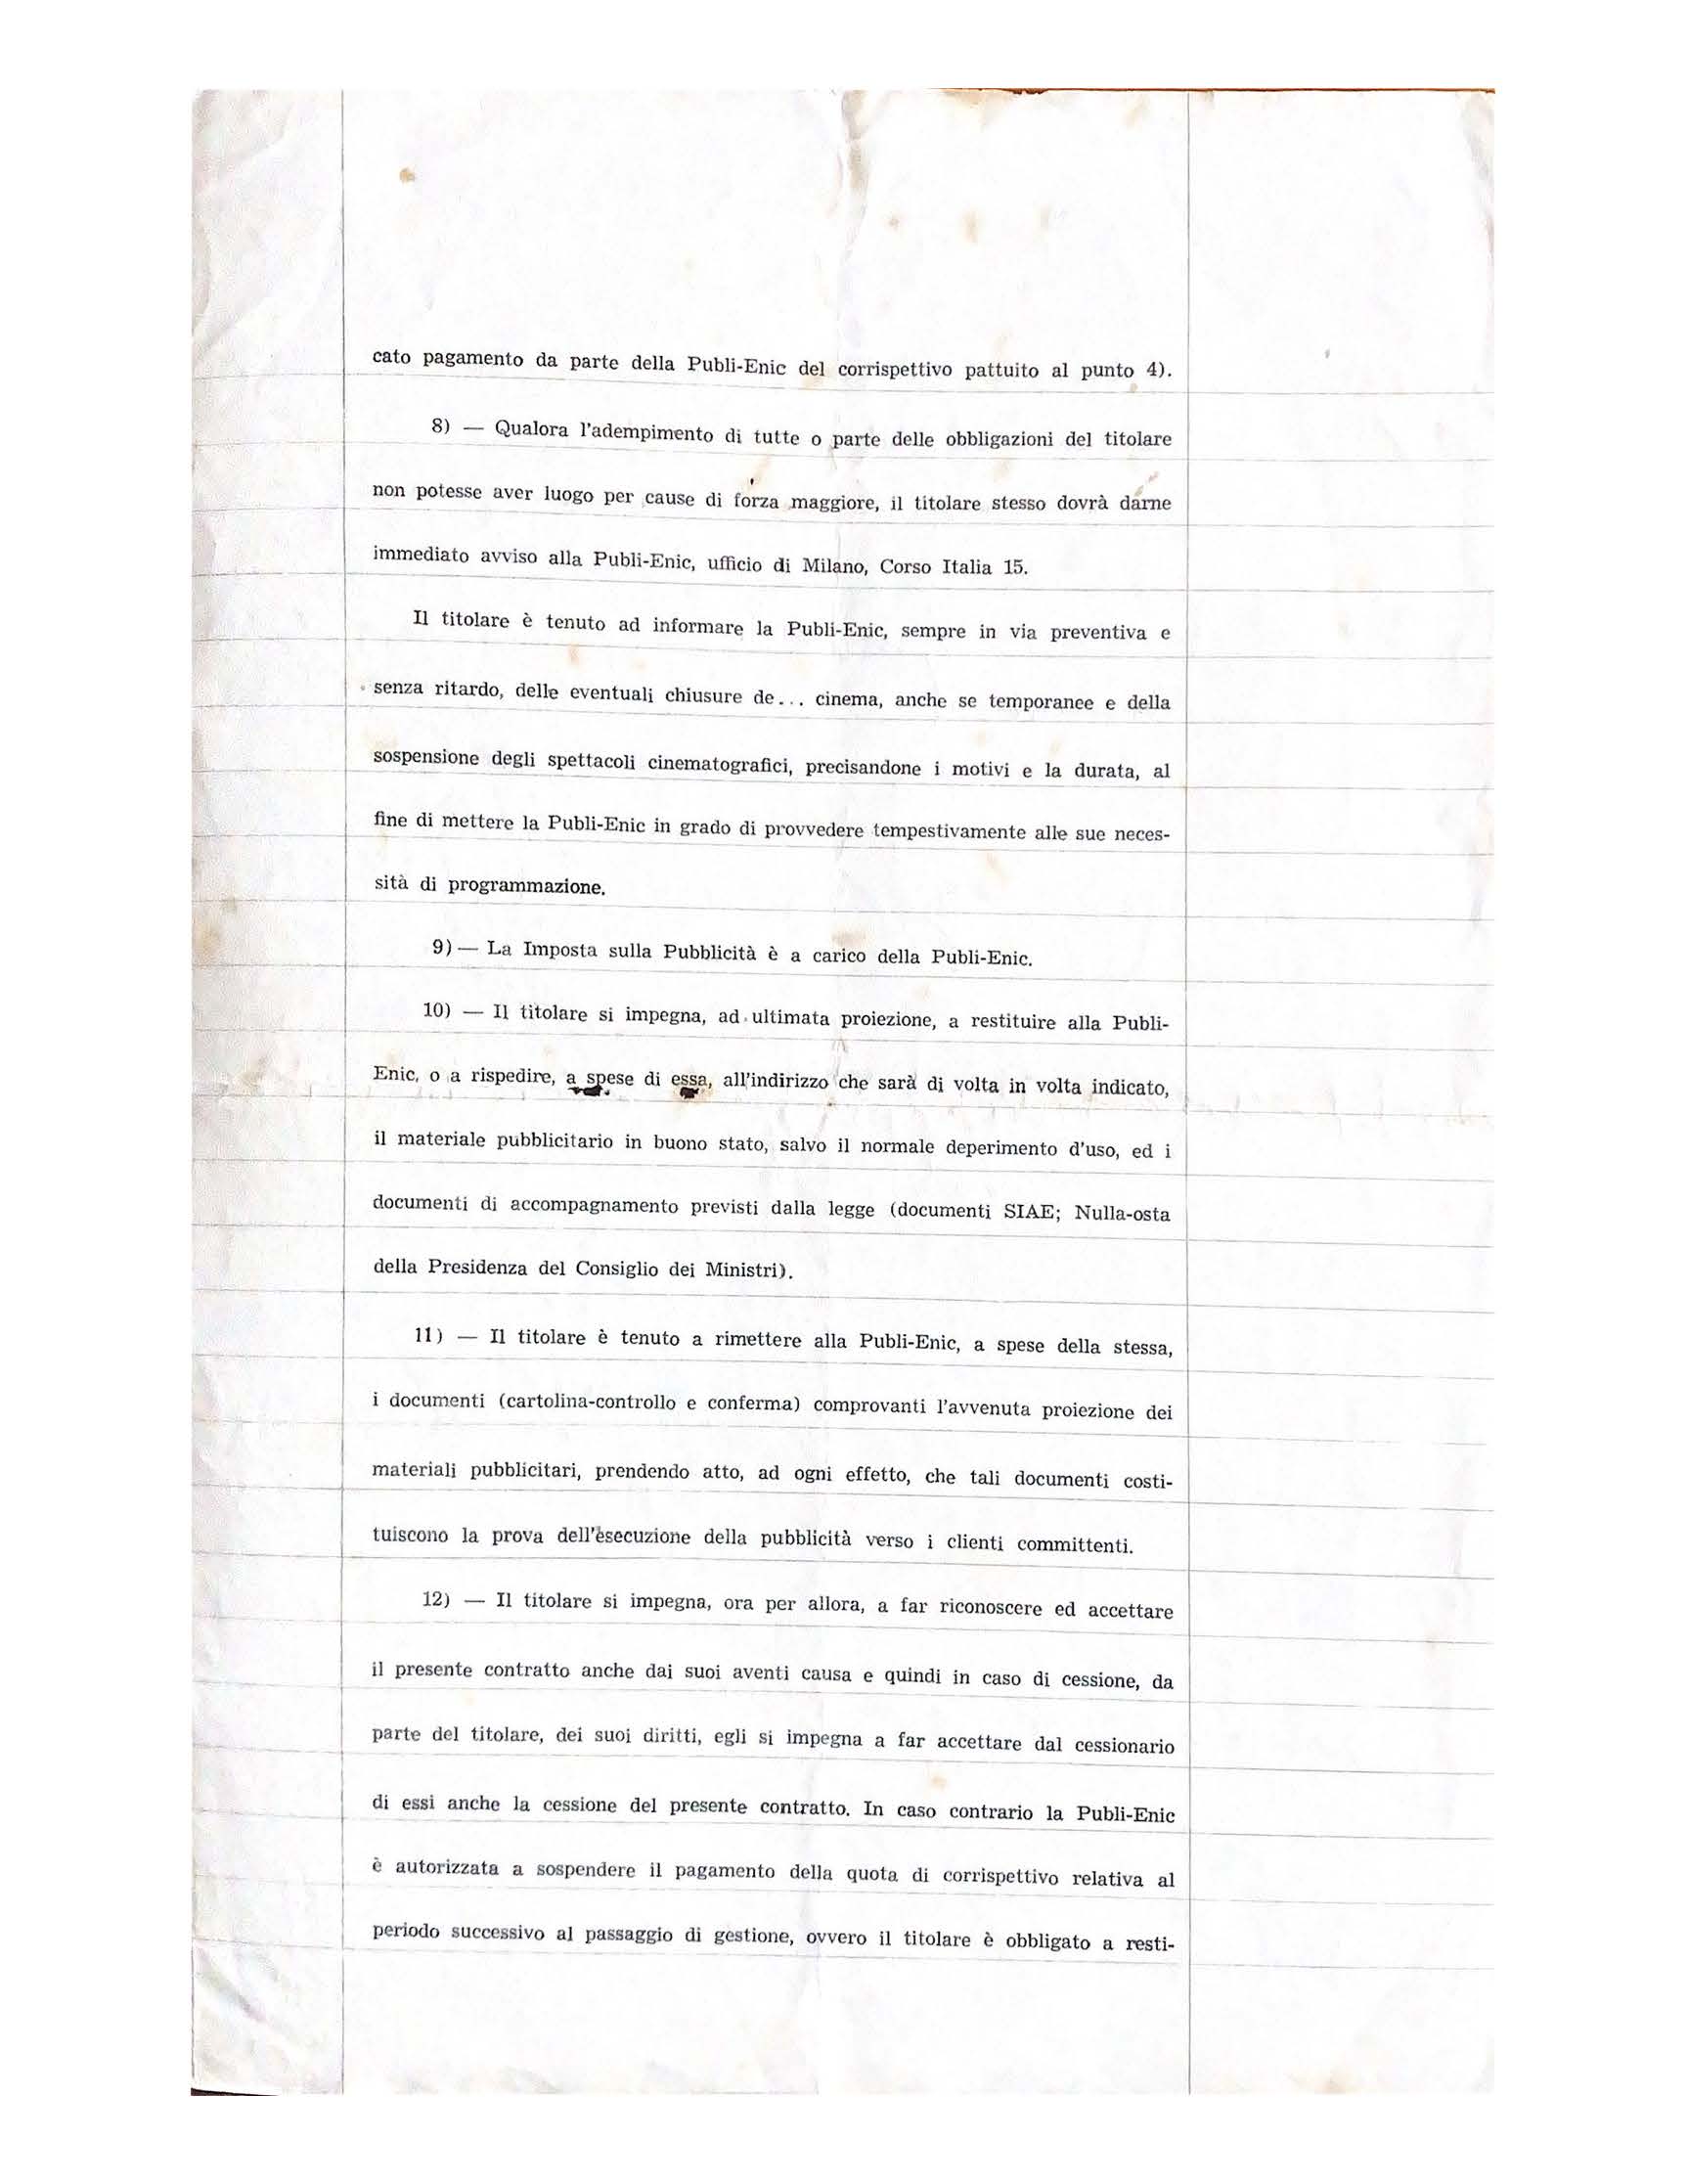 cato pagamento da parte della Publi-Enic del corrispettivo pattuito al punto 4).
8) — Qualora l'adempimento di tutte o parte delle obbligazioni del titolare
non potesse aver luogo per cause di forza maggiore, il titolare stesso dovrà darne
immediato avviso alla Publi-Enic, ufficio di Milano, Corso Italia 15.
Il titolare è tenuto ad informare la Publi-Enic, sempre in via preventiva e
senza ritardo, delle eventuali chiusure de... cinema, anche se temporanee e della
sospensione degli spettacoli cinematografici, precisandone i motivi e la durata, al
fine di mettere la Publi-Enic in grado di provvedere tempestivamente alle sue neces-
sità di programmazione.
9) — La Imposta sulla Pubblicità è a carico della Publi-Enic.
10) — Il titolare si impegna, ad ultimata proiezione, a restituire alla Publi-
Enic, o a rispedire, a spese di essa, all'indirizzo che sarà di volta in volta indicato,
il materiale pubblicitario in buono stato, salvo il normale deperimento d'uso, ed i
documenti di accompagnamento previsti dalla legge (documenti SIAE; Nulla-osta
della Presidenza del Consiglio dei Ministri).
11) — Il titolare è tenuto a rimettere alla Publi-Enic, a spese della stessa,
i documenti (cartolina-controllo e conferma) comprovanti l'avvenuta proiezione dei
materiali pubblicitari, prendendo atto, ad ogni effetto, che tali documenti costi-
tuiscono la prova dell'esecuzione della pubblicità verso i clienti committenti.
12) — Il titolare si impegna, ora per allora, a far riconoscere ed accettare
il presente contratto anche dai suoi aventi causa e quindi in caso di cessione, da
parte del titolare, dei suoi diritti, egli si impegna a far accettare dal cessionario
di essi anche la cessione del presente contratto. In caso contrario la Publi-Enic
è autorizzata a sospendere il pagamento della quota di corrispettivo relativa al
periodo successivo al passaggio di gestione, ovvero il titolare è obbligato a resti-